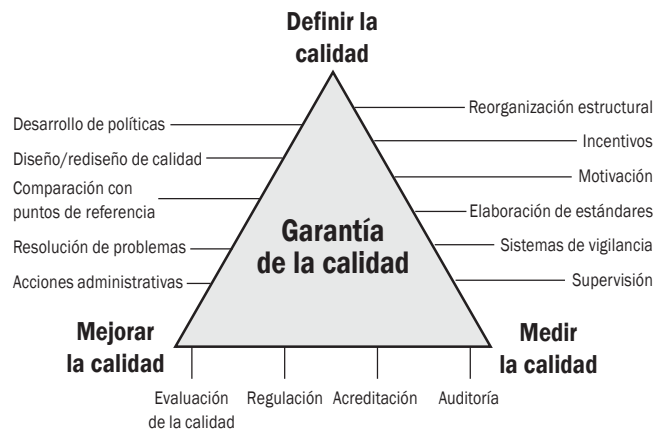 Definir la
calidad
Desarrollo de políticas
Diseño/rediseño de calidad
Comparación con
puntos de referencia
Resolución de problemas
Acciones administrativas
Reorganización estructural
Incentivos
Motivación
Elaboración de estándares
Sistemas de vigilancia
Supervisión
Garantía
de la calidad
Mejorar
la calidad
Medir
la calidad
Evaluación
de la calidad
Regulación
Acreditación
Auditoría